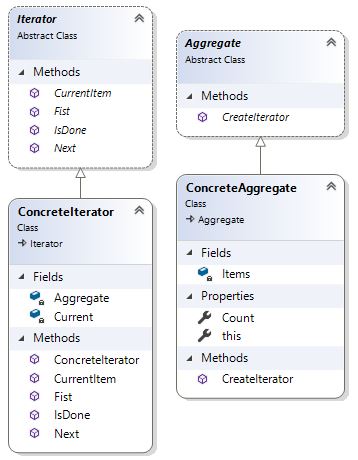 Iterator
Abstract Class
Methods
CurrentItem
Fist
IsDone
Next
Aggregate
Abstract Class
Methods
CreateIterator
ConcreteIterator
Class
Iterator
Fields
Aggregate
Current
Methods
ConcreteIterator
CurrentItem
Fist
IsDone
Next
ConcreteAggregate
Class
Aggregate
Fields
Items
Properties
Count
this
Methods
CreateIterator